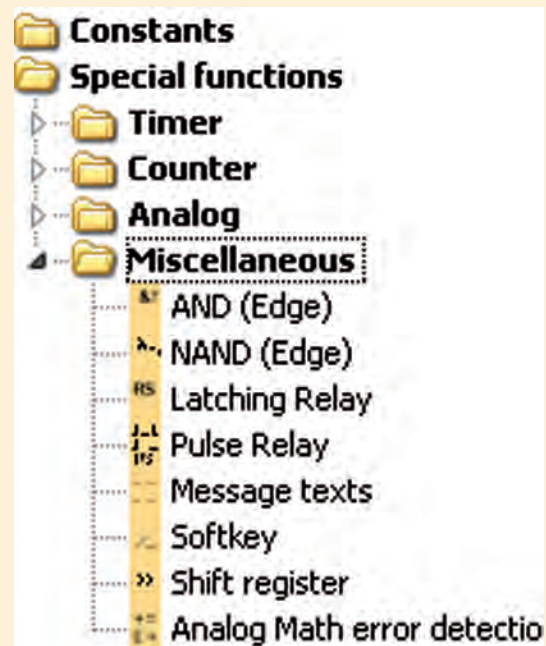 Constants
Special functions
Timer
Counter
Analog
Miscellaneous
AND (Edge)
NAND (Edge)
RS Latching Relay
Pulse Relay
Message texts
Softkey
Shift register
Analog Math error detectio